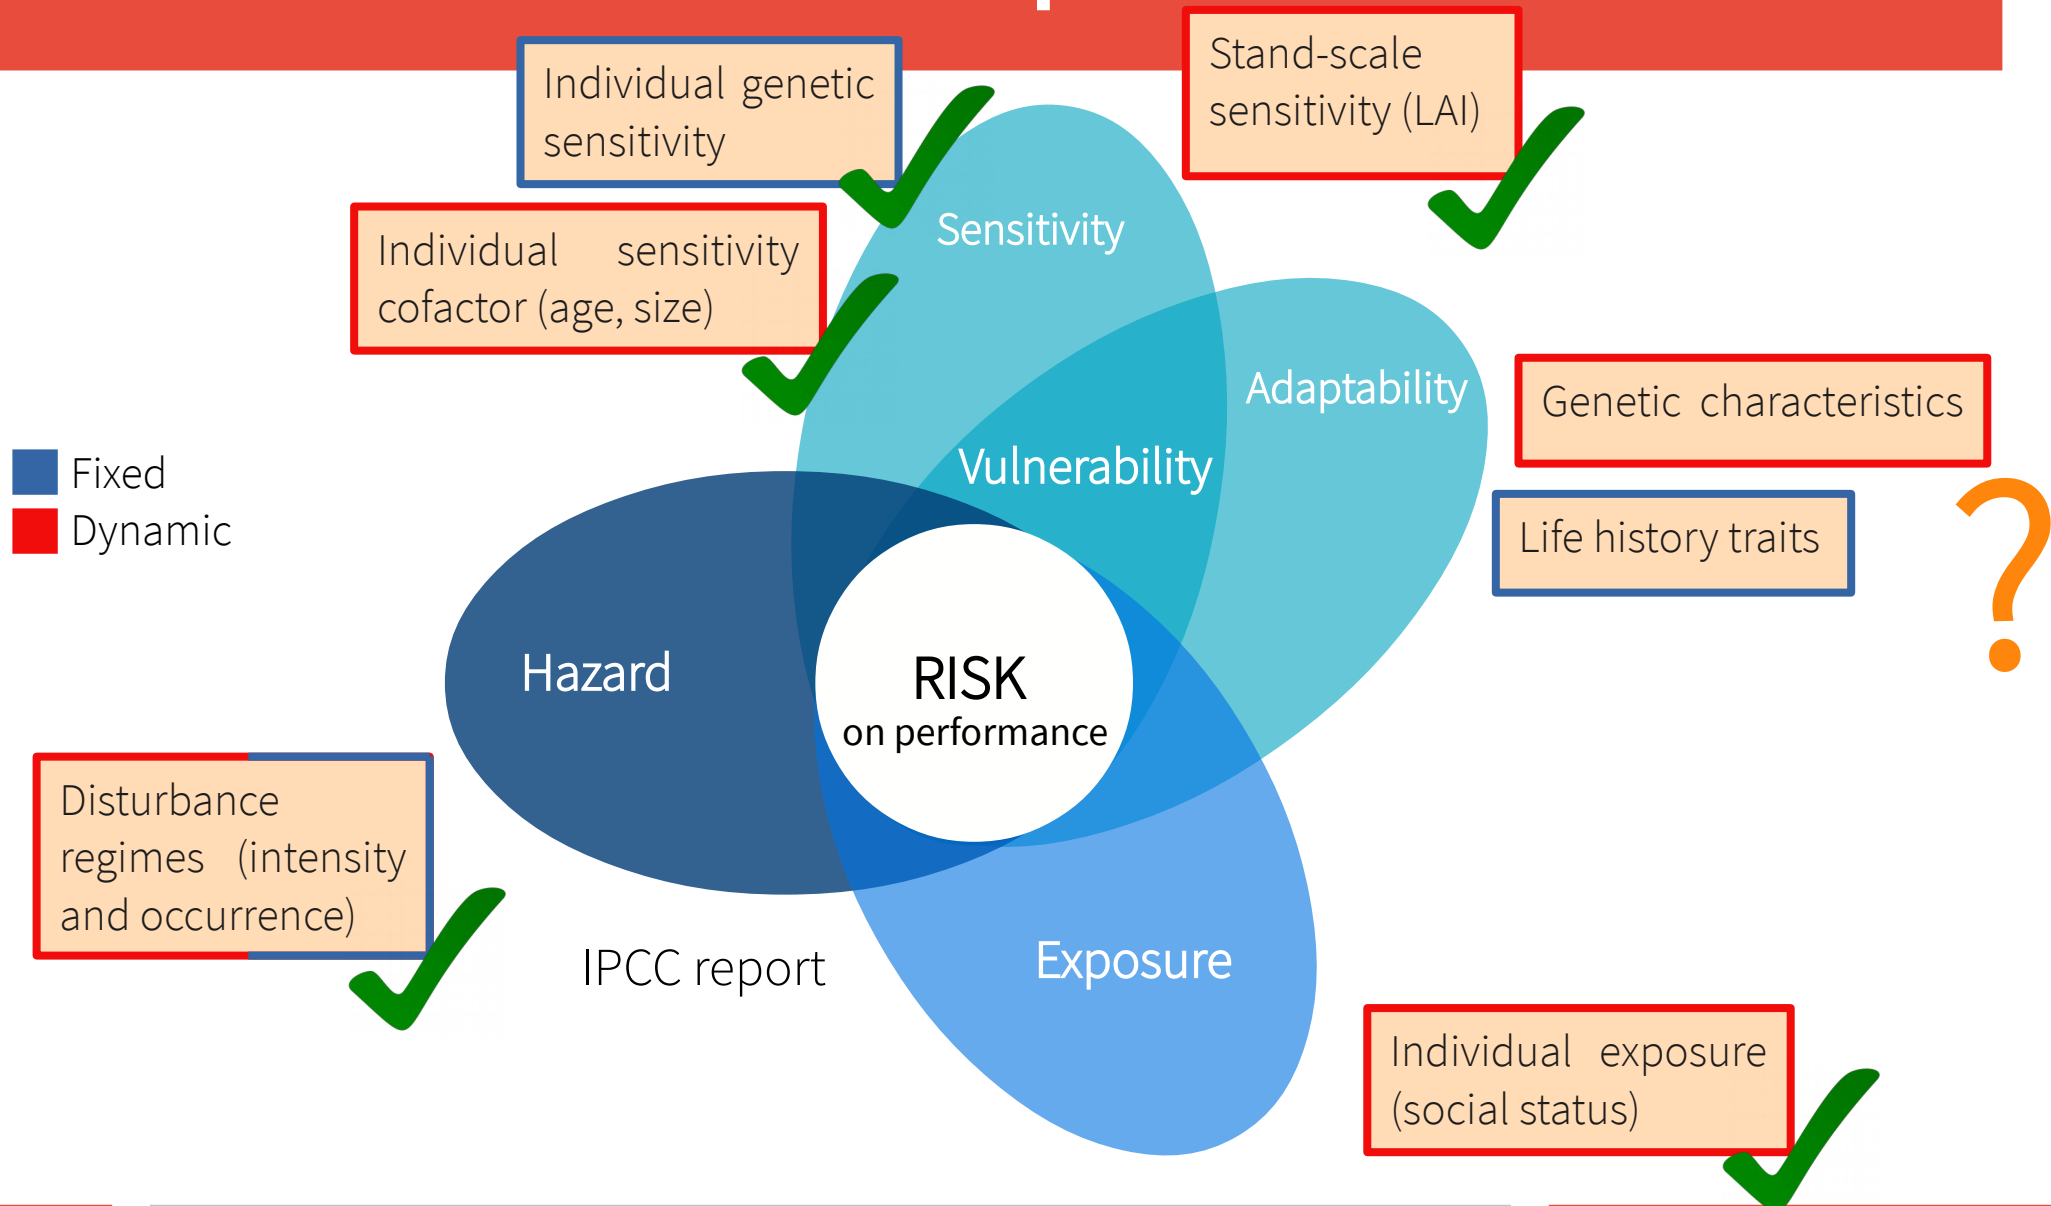 Individual genetic
sensitivity
Stand-scale
sensitivity (LAI)
Individual sensitivity
cofactor (age, size)
Sensitivity
Adaptability
Genetic characteristics
Vulnerability
Fixed
Dynamic
Life history traits
?
Hazard
RISK
on performance
Disturbance
regimes (intensity
and occurrence)
IPCC report
Exposure
Individual exposure
(social status)